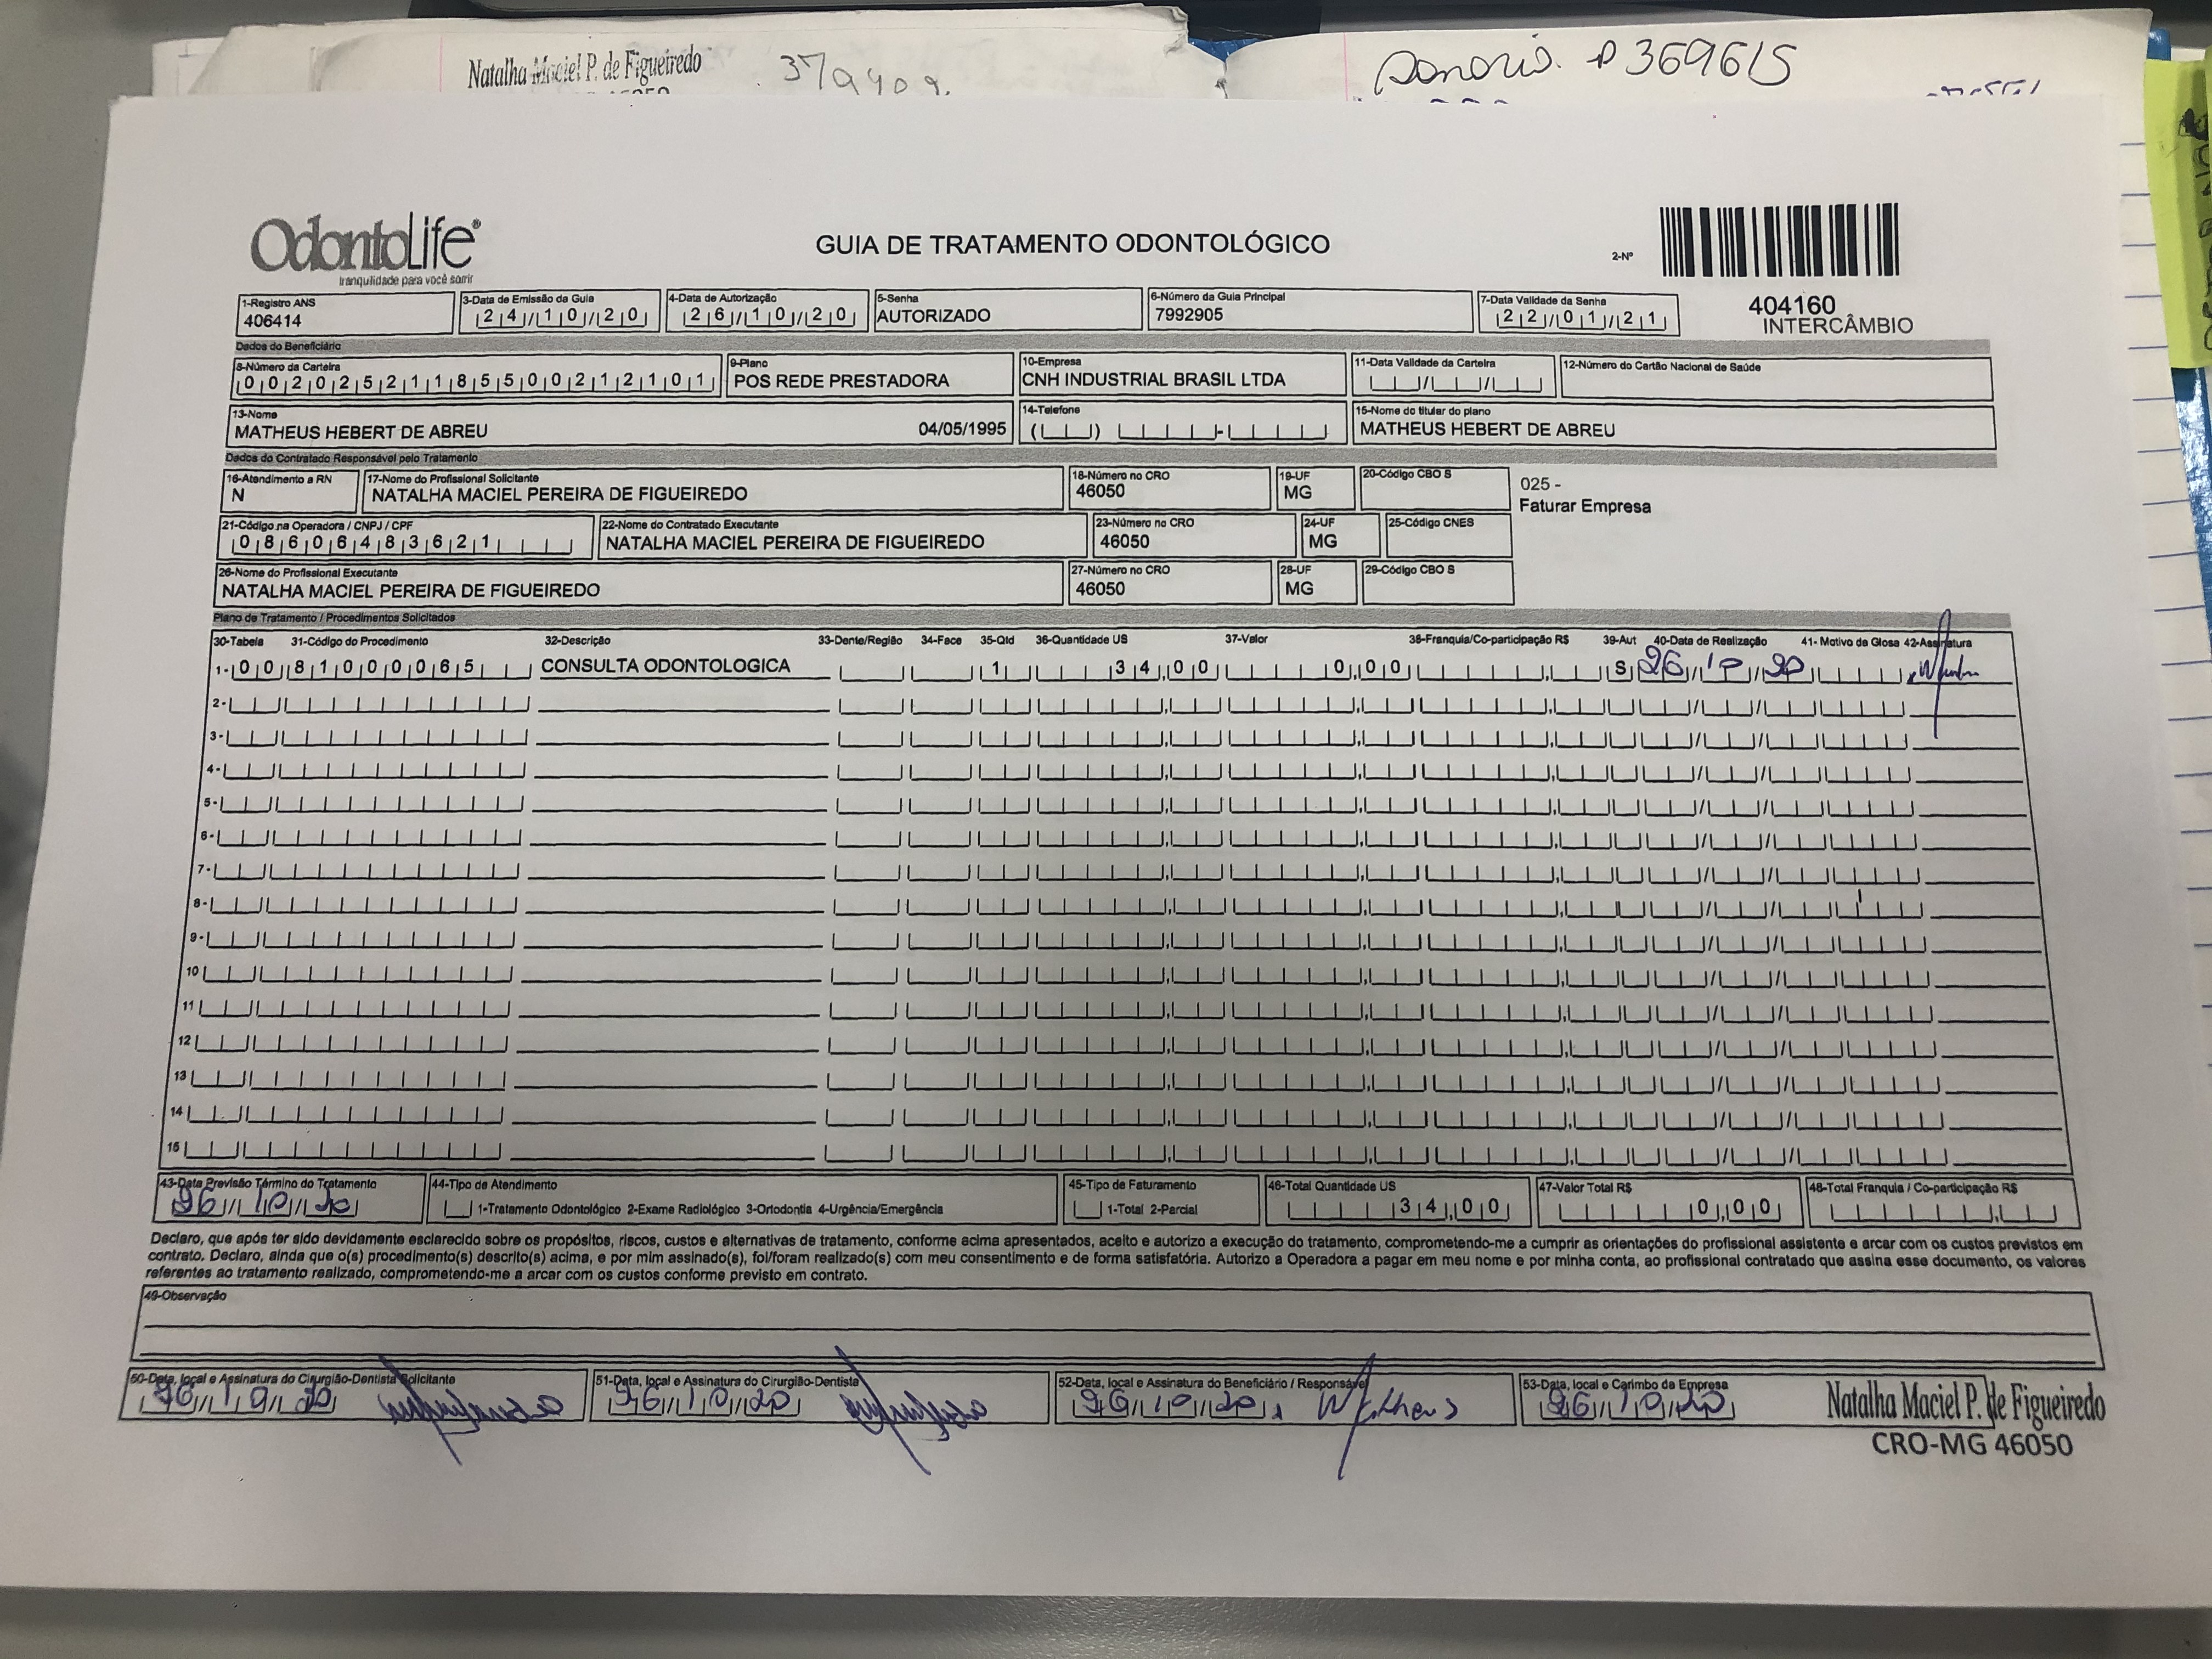 Natalha Maciel P. de Figueiredo
369615
OdontoLife®
tranquilidade para você sorrir
GUIA DE TRATAMENTO ODONTOLÓGICO
2-Nº
404160
INTERCÂMBIO
1-Registro ANS 3-Data de Emissão da Guia 4-Data de Autorização 5-Senha 6-Número da Guia Principal 7-Data Validade da Senha
406414 24/10/20 26/10/20 AUTORIZADO 7992905 22/01/21
Dados do Beneficiário
8-Número da Carteira 9-Plano 10-Empresa 11-Data Validade da Carteira 12-Número do Cartão Nacional de Saúde
00202521185500212101 POS REDE PRESTADORA CNH INDUSTRIAL BRASIL LTDA
13-Nome 14-Telefone 15-Nome do titular do plano
MATHEUS HEBERT DE ABREU 04/05/1995 MATHEUS HEBERT DE ABREU
Dados do Contratado Responsável pelo Tratamento
16-Atendimento a RN 17-Nome do Profissional Solicitante 18-Número no CRO 19-UF 20-Código CBO S
N NATALHA MACIEL PEREIRA DE FIGUEIREDO 46050 MG
025 -
Faturar Empresa
21-Código na Operadora / CNPJ / CPF 22-Nome do Contratado Executante 23-Número no CRO 24-UF 25-Código CNES
08606483621 NATALHA MACIEL PEREIRA DE FIGUEIREDO 46050 MG
26-Nome do Profissional Executante 27-Número no CRO 28-UF 29-Código CBO S
NATALHA MACIEL PEREIRA DE FIGUEIREDO 46050 MG
Plano de Tratamento / Procedimentos Solicitados
30-Tabela 31-Código do Procedimento 32-Descrição 33-Dente/Região 34-Face 35-Qtd 36-Quantidade US 37-Valor 38-Franquia/Co-participação R$ 39-Aut 40-Data de Realização 41- Motivo da Glosa 42-Assinatura
1- 00 81000065 CONSULTA ODONTOLOGICA 1 34,00 0,00 S 26/10/20
2-
3-
4-
5-
6-
7-
8-
9-
10
11
12
13
14
15
43-Data Previsão Término do Tratamento 44-Tipo de Atendimento 45-Tipo de Faturamento 46-Total Quantidade US 47-Valor Total R$ 48-Total Franquia / Co-participação R$
26/10/20 1-Tratamento Odontológico 2-Exame Radiológico 3-Ortodontia 4-Urgência/Emergência 1-Total 2-Parcial 34,00 0,00
Declaro, que após ter sido devidamente esclarecido sobre os propósitos, riscos, custos e alternativas de tratamento, conforme acima apresentados, aceito e autorizo a execução do tratamento, comprometendo-me a cumprir as orientações do profissional assistente e arcar com os custos previstos em
contrato. Declaro, ainda que o(s) procedimento(s) descrito(s) acima, e por mim assinado(s), foi/foram realizado(s) com meu consentimento e de forma satisfatória. Autorizo a Operadora a pagar em meu nome e por minha conta, ao profissional contratado que assina esse documento, os valores
referentes ao tratamento realizado, comprometendo-me a arcar com os custos conforme previsto em contrato.
49-Observação
50-Data, local e Assinatura do Cirurgião-Dentista Solicitante 51-Data, local e Assinatura do Cirurgião-Dentista 52-Data, local e Assinatura do Beneficiário / Responsável 53-Data, local e Carimbo da Empresa
26/10/20 26/10/20 26/10/20 Matheus 26/10/20
Natalha Maciel P. de Figueiredo
CRO-MG 46050